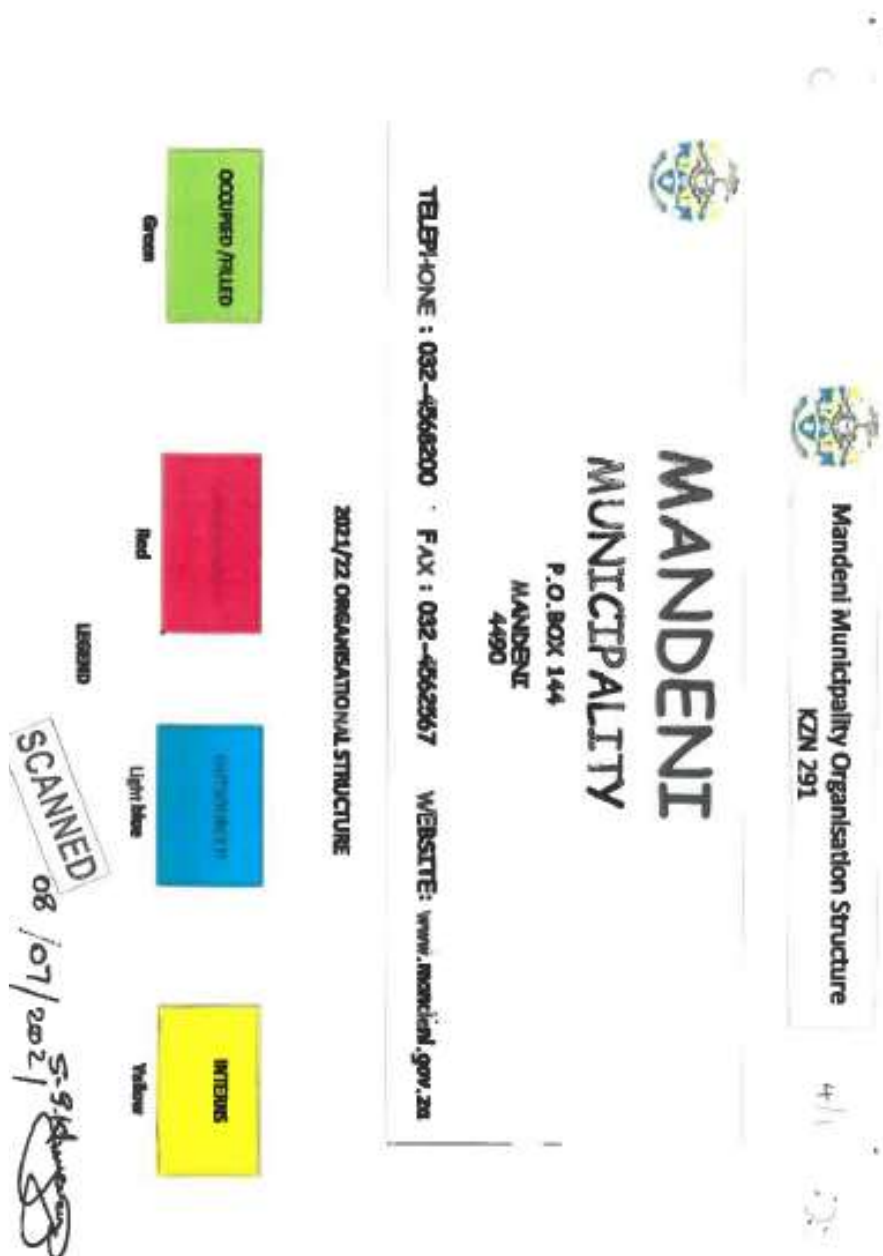 Mandeni Municipality Organisation Structure
KZN 291
4/1
MANDENI
MUNICIPALITY
P.O.BOX 144
MANDENI
4490
TELEPHONE : 032-4568200 FAX : 032-4562567 WEBSITE: www.mandeni.gov.za
2021/22 ORGANISATIONAL STRUCTURE
OCCUPIED /FILLED
INTERNS
Green
Red
Light blue
Yellow
LEGEND
SCANNED
08/07/2021